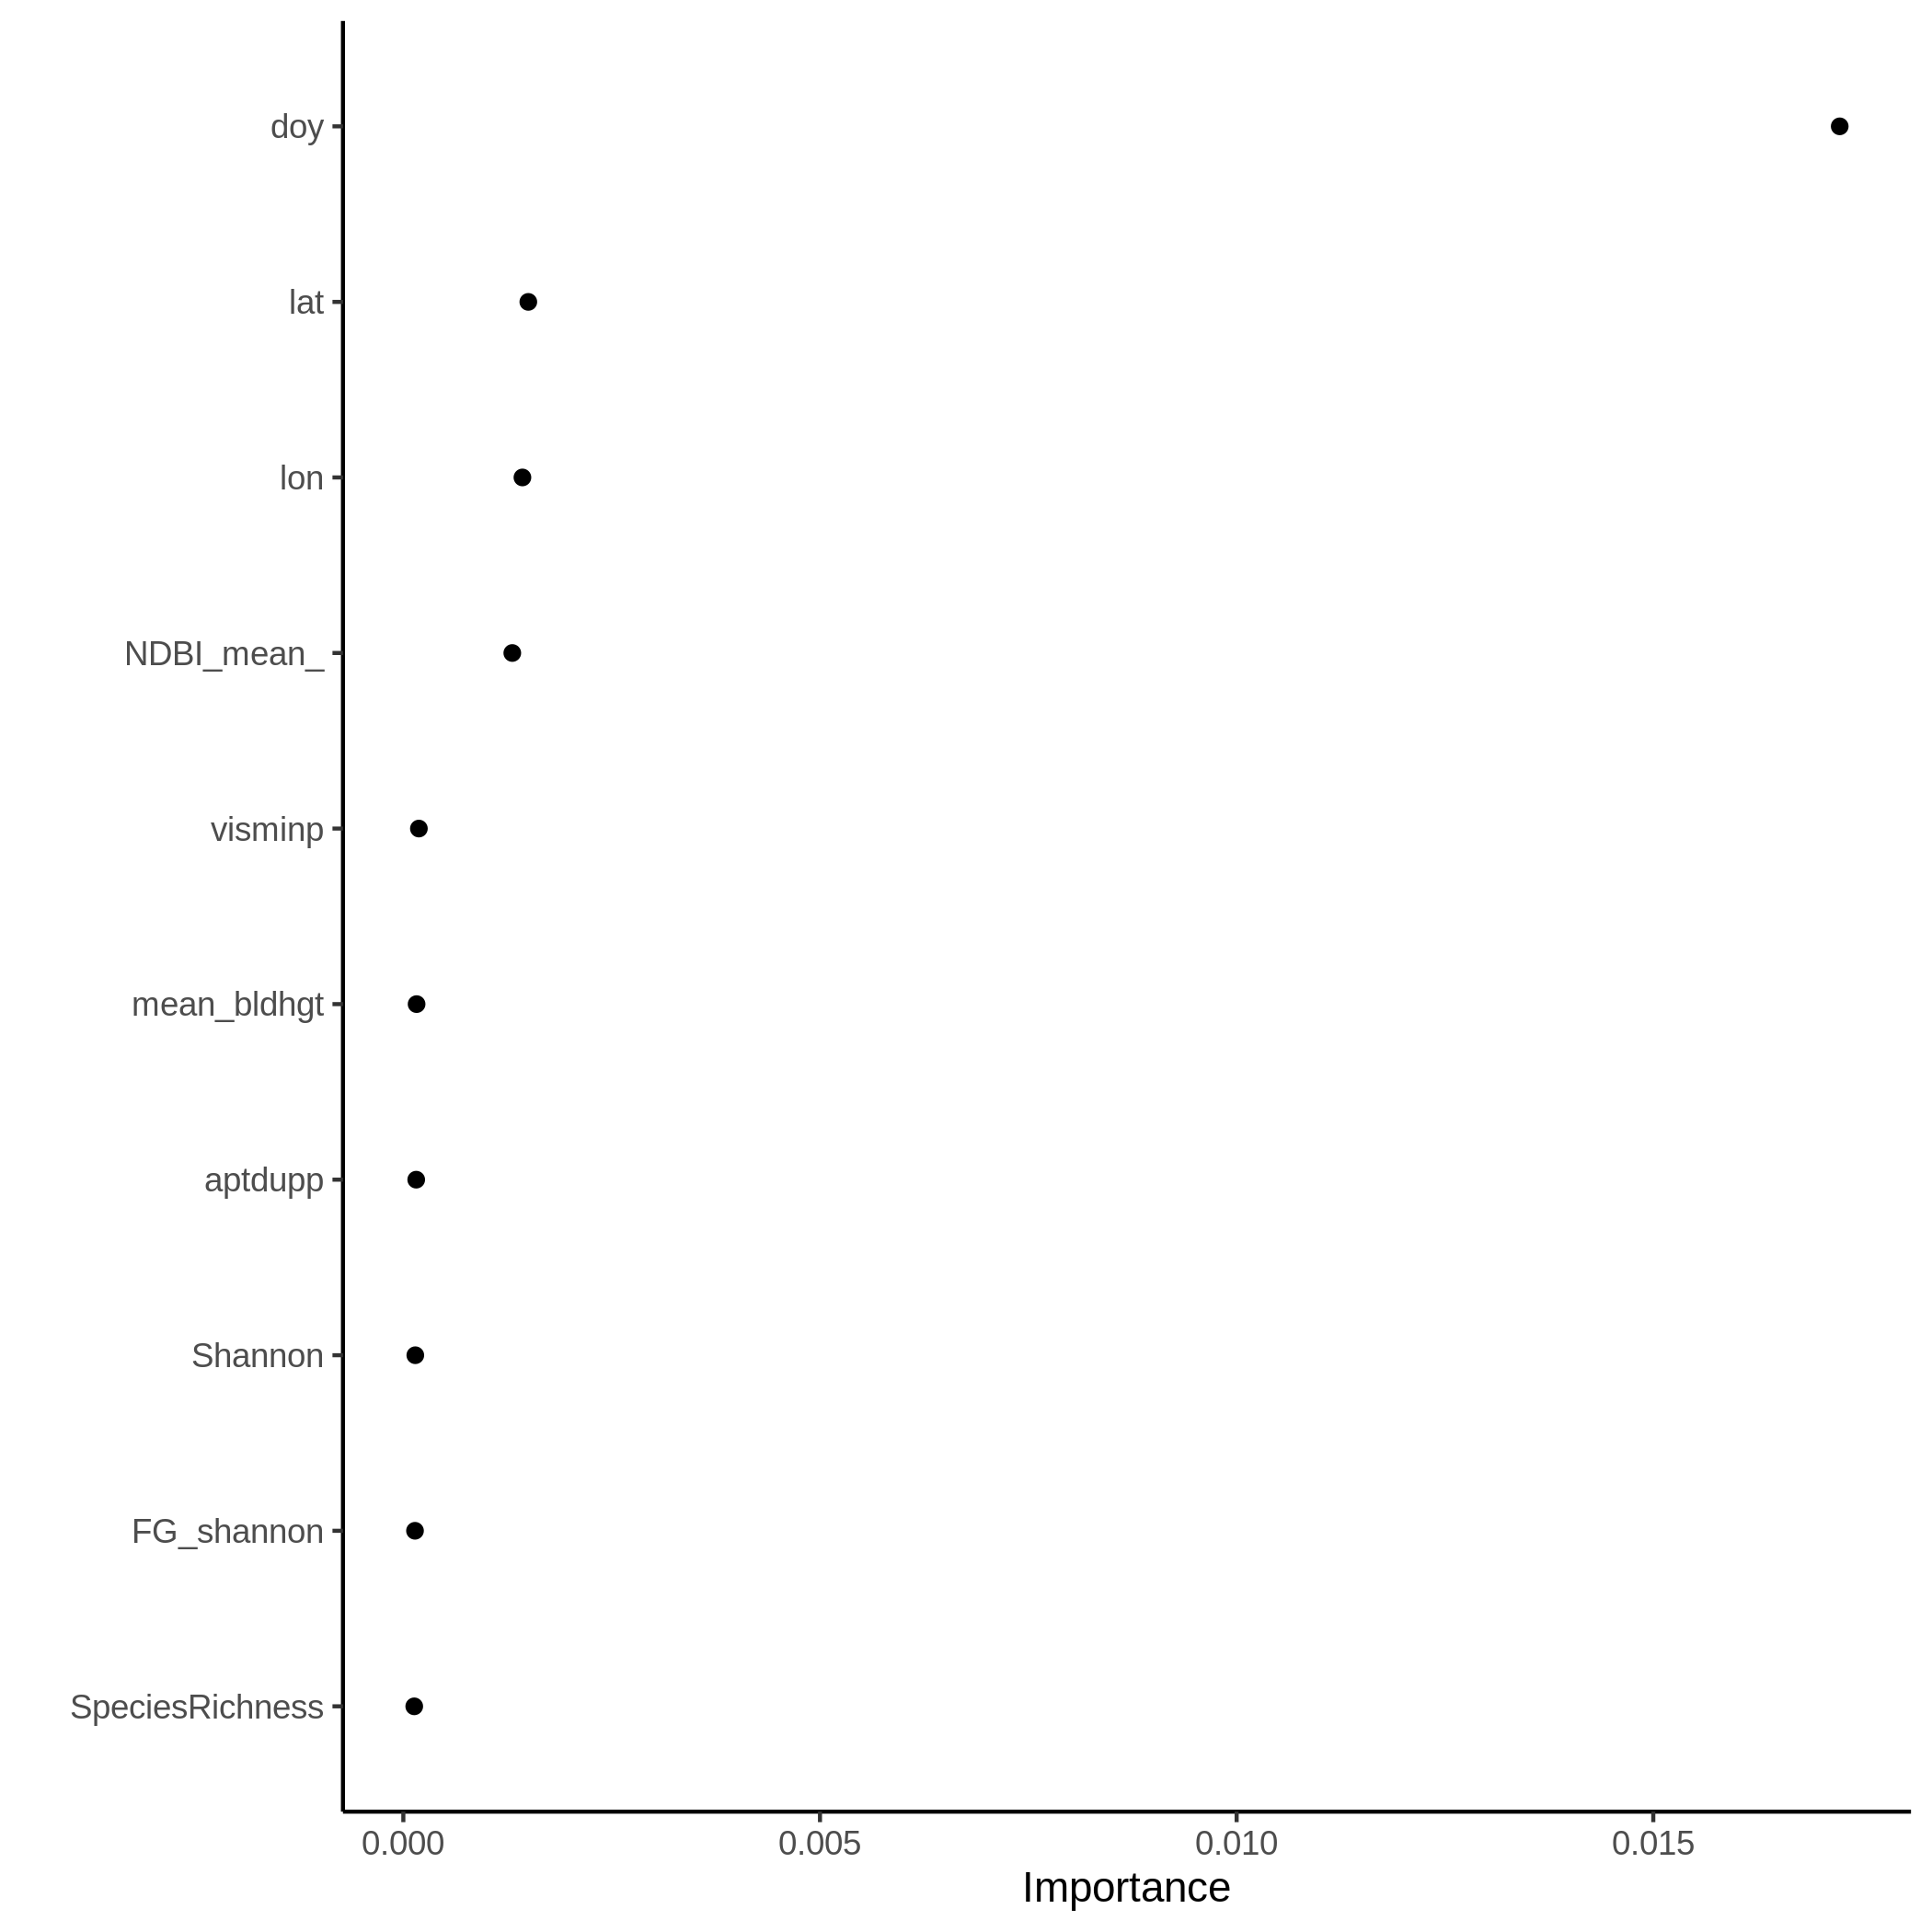 doy
lat
lon
NDBI_mean_
visminp
mean_bldhgt
aptdupp
Shannon
FG_shannon
SpeciesRichness
0.000 0.005 0.010 0.015
Importance